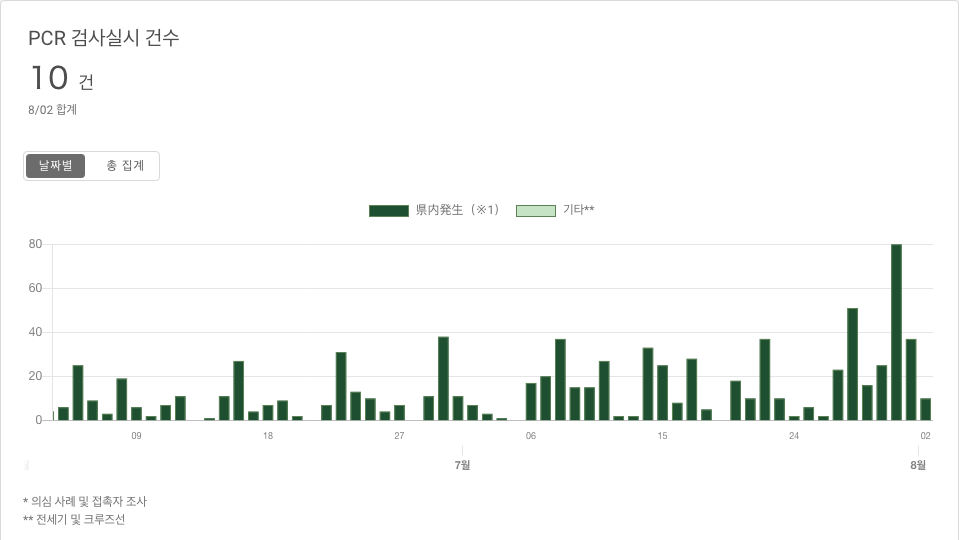 PCR 검사실시 건수
10 건
8/02 합계
날짜별 총 집계
県内発生（※1） 기타**
80
60
40
20
0
09 18 27 06 15 24 02
7월 8월
* 의심 사례 및 접촉자 조사
** 전세기 및 크루즈선